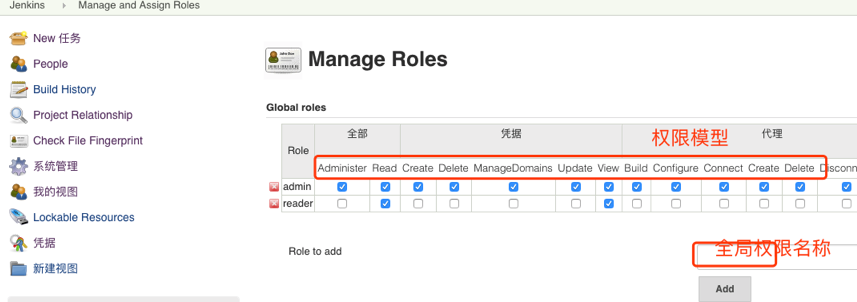 Jenkins Manage and Assign Roles
New 任务
People
Build History
Project Relationship
Check File Fingerprint
系统管理
我的视图
Lockable Resources
凭据
新建视图
Manage Roles
Global roles
权限模型
Role 全部 凭据 代理
Administer Read Create Delete ManageDomains Update View Build Configure Connect Create Delete Disconn
admin
reader
Role to add
全局权限名称
Add